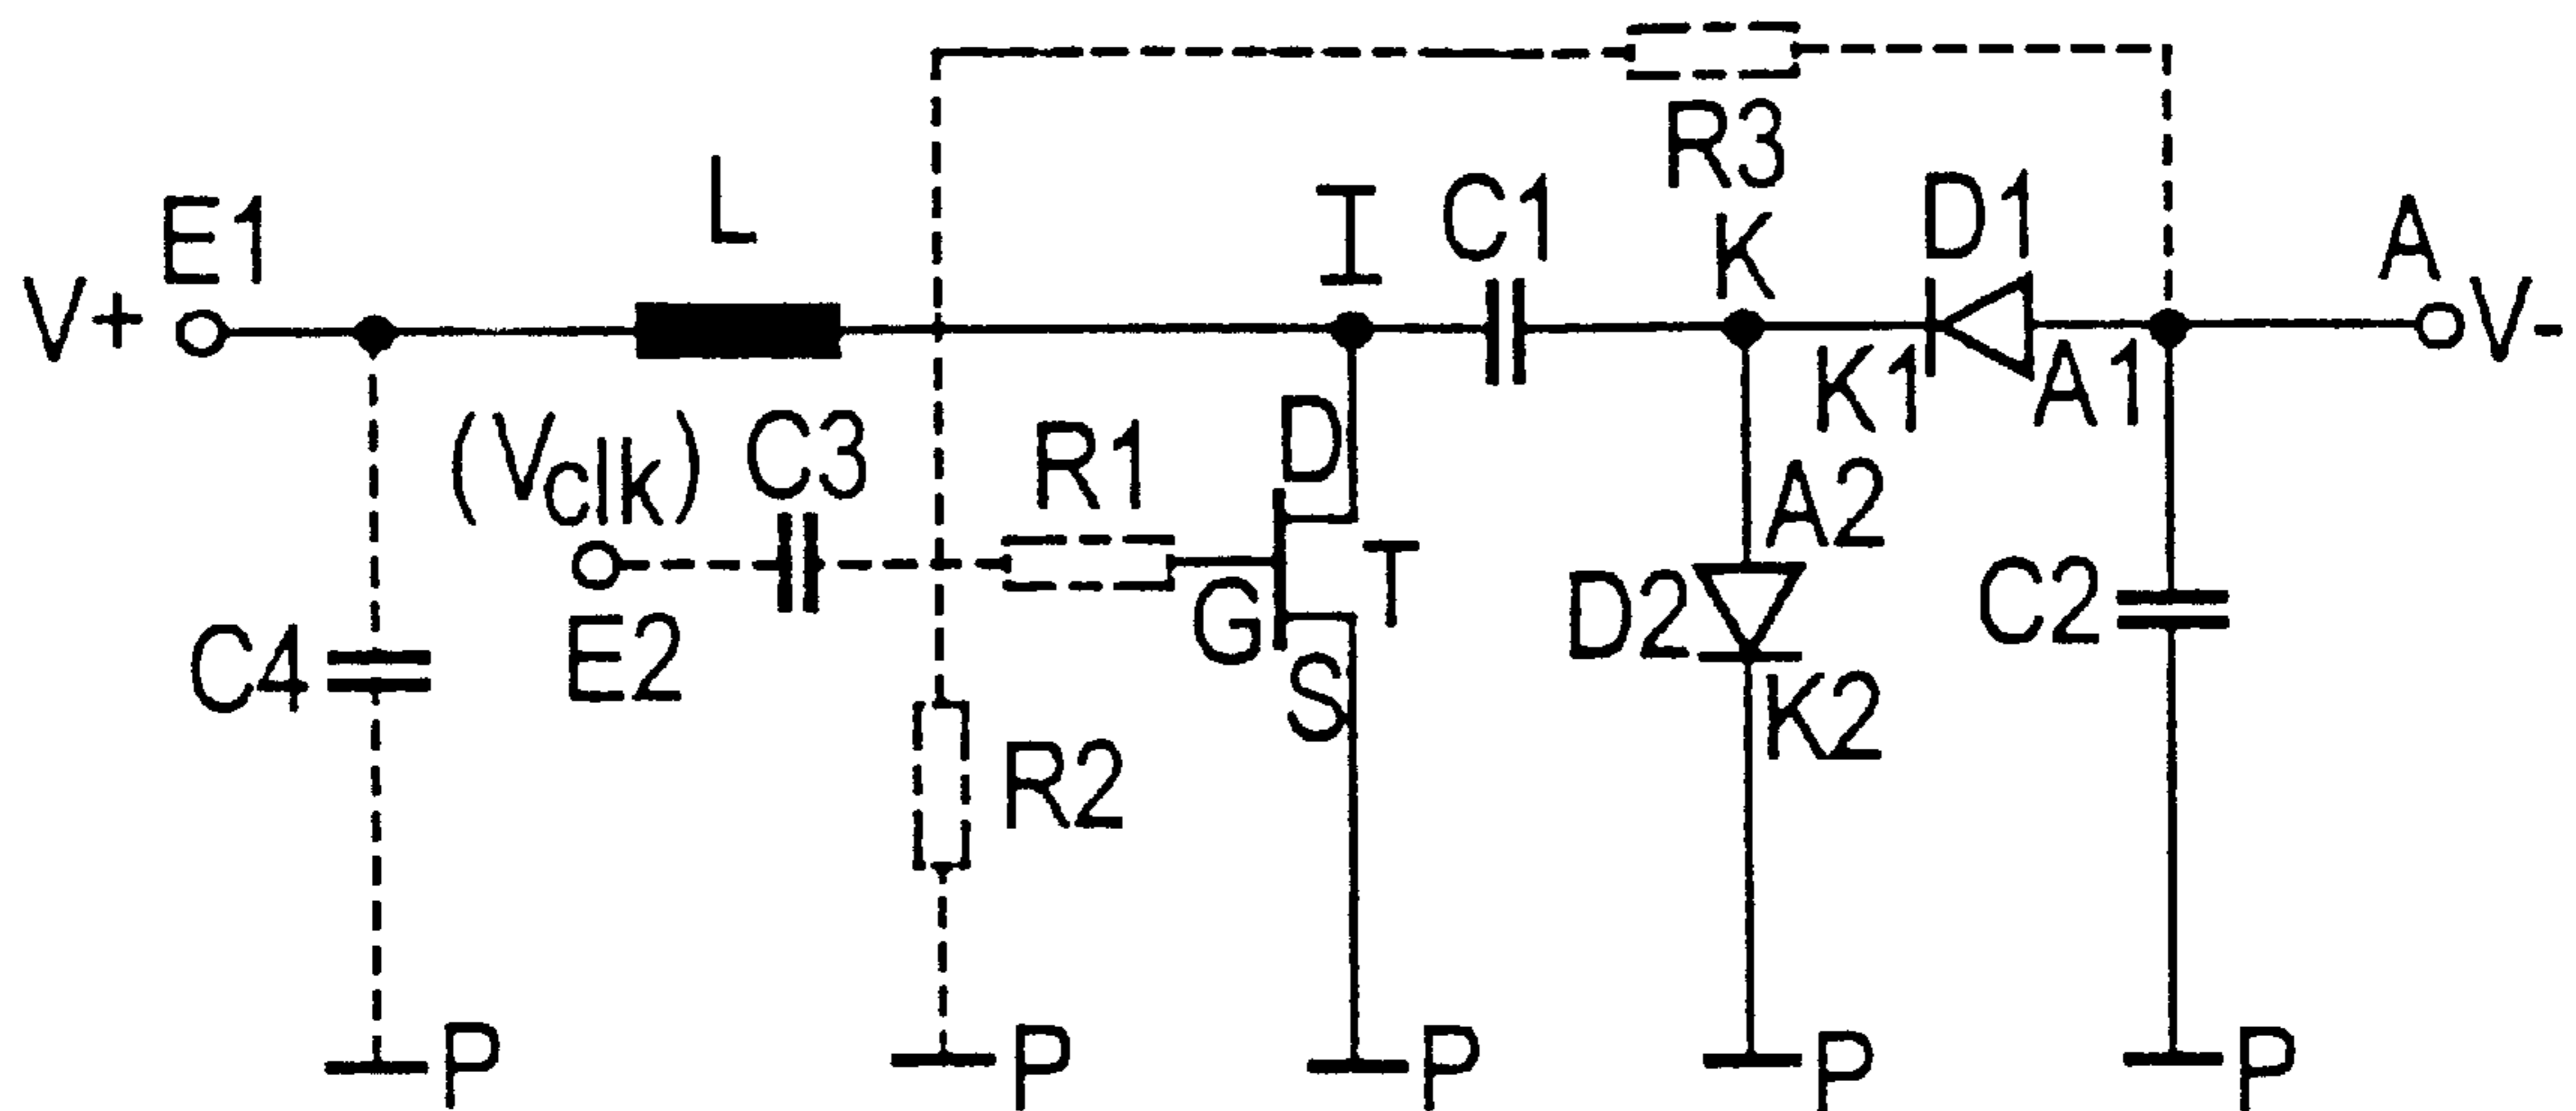 R3
L
I
C1
K
D1
A
E1
V+
V-
K1
A1
(Vclk)
C3
R1
D
A2
E2
G
T
D2
C2
C4
S
K2
R2
P
P
P
P
P